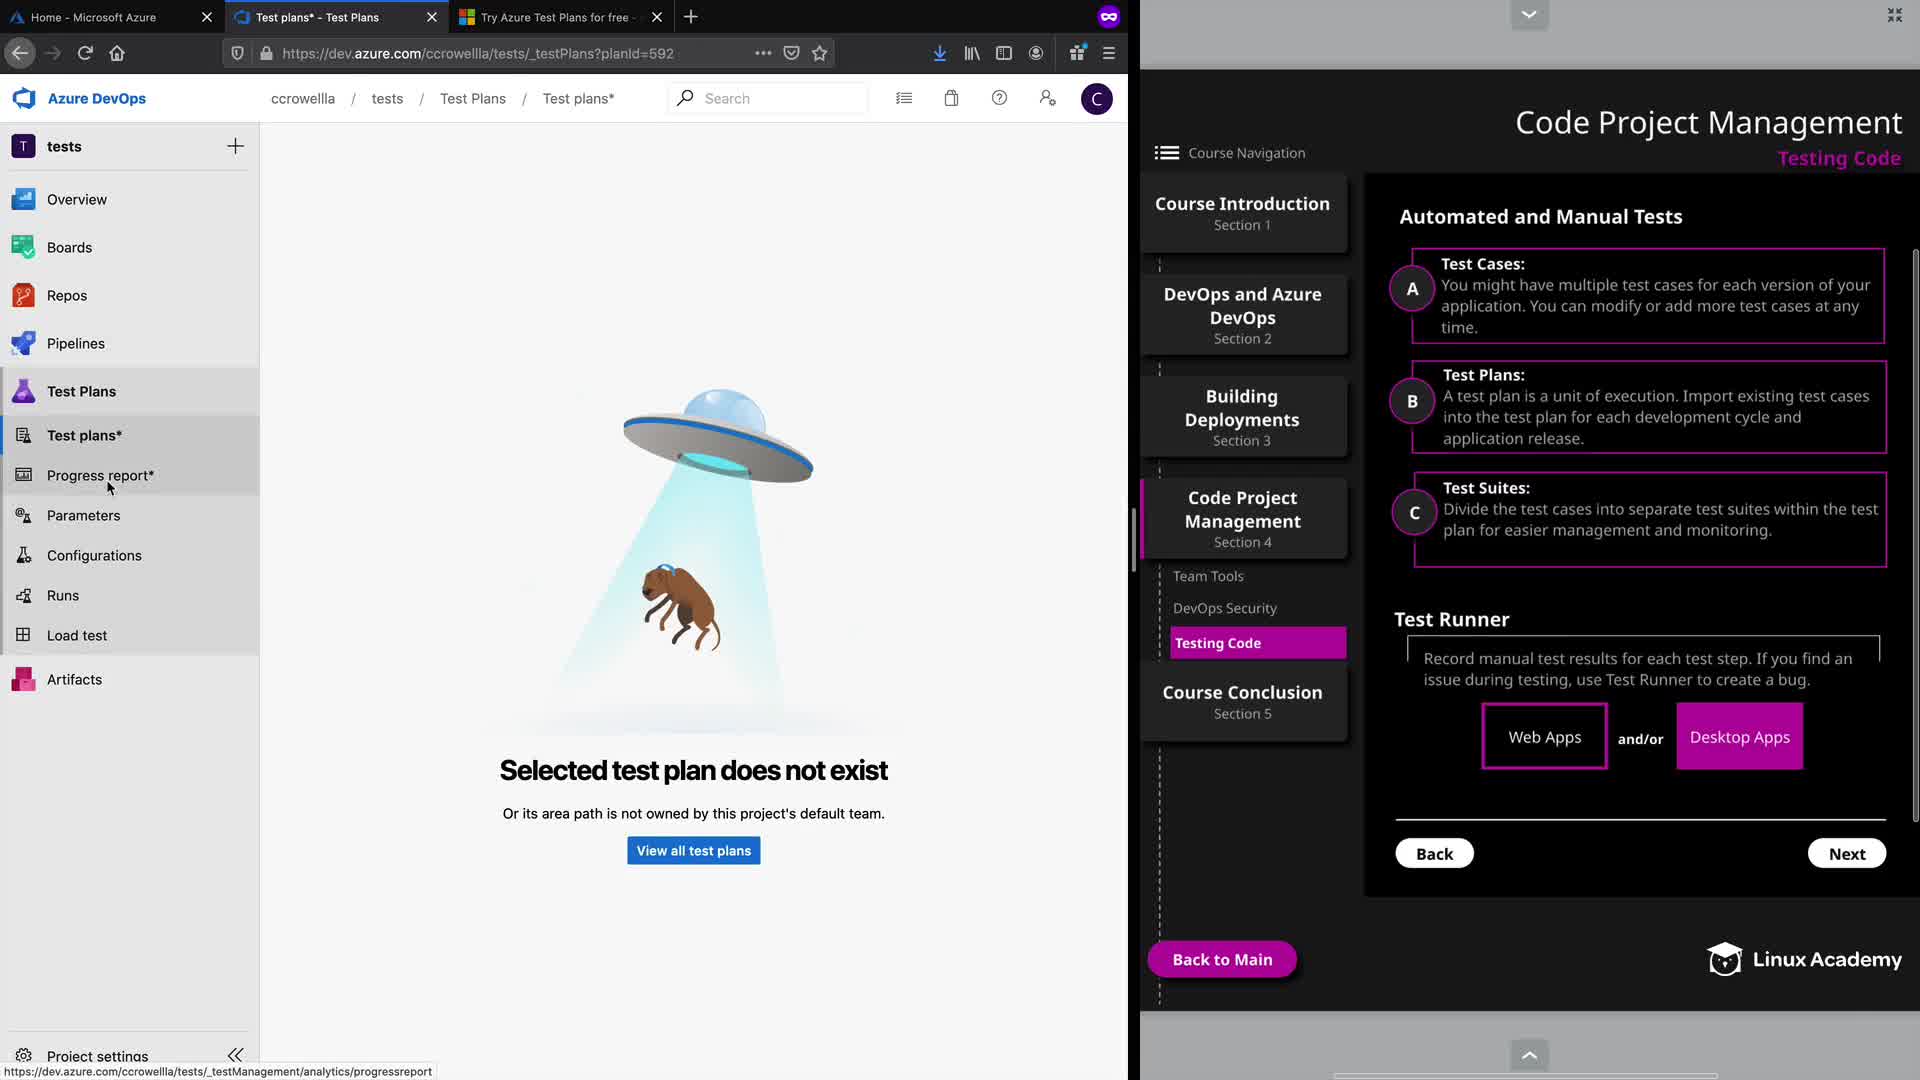 Home - Microsoft Azure
Test plans* - Test Plans
Try Azure Test Plans for free -
https://dev.azure.com/ccrowellla/tests/_testPlans?planId=592
Azure DevOps
ccrowellla / tests / Test Plans / Test plans*
Search
C
T
tests
Overview
Boards
Repos
Pipelines
Test Plans
Test plans*
Progress report*
Parameters
Configurations
Runs
Load test
Artifacts
Project settings
https://dev.azure.com/ccrowellla/tests/_testManagement/analytics/progressreport
Selected test plan does not exist
Or its area path is not owned by this project's default team.
View all test plans
Code Project Management
Testing Code
Course Navigation
Course Introduction
Section 1
DevOps and Azure
DevOps
Section 2
Building
Deployments
Section 3
Code Project
Management
Section 4
Team Tools
DevOps Security
Testing Code
Course Conclusion
Section 5
Back to Main
Automated and Manual Tests
A
Test Cases:
You might have multiple test cases for each version of your
application. You can modify or add more test cases at any
time.
B
Test Plans:
A test plan is a unit of execution. Import existing test cases
into the test plan for each development cycle and
application release.
C
Test Suites:
Divide the test cases into separate test suites within the test
plan for easier management and monitoring.
Test Runner
Record manual test results for each test step. If you find an
issue during testing, use Test Runner to create a bug.
Web Apps
and/or
Desktop Apps
Back
Next
Linux Academy